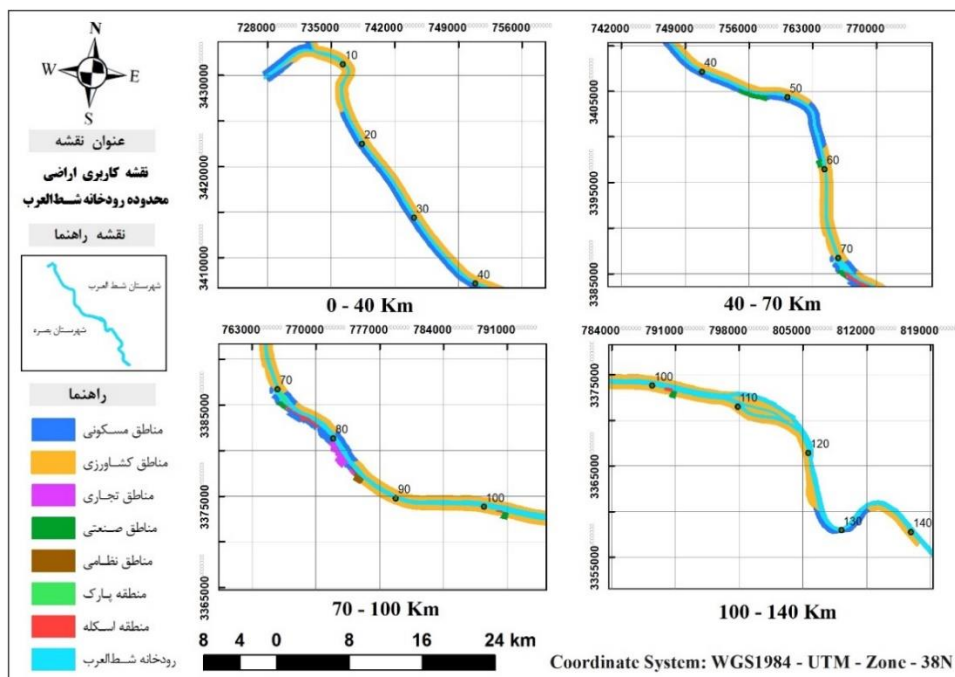 N
W
E
S
عنوان نقشه
نقشه کاربری اراضی
محدوده رودخانه شط‌العرب
نقشه راهنما
شهرستان شط العرب
شهرستان بصره
راهنما
مناطق مسکونی
مناطق کشاورزی
مناطق تجاری
مناطق صنعتی
مناطق نظامی
منطقه پارک
منطقه اسکله
رودخانه شط‌العرب
728000 735000 742000 749000 756000
3430000
3420000
3410000
10
20
30
40
0 - 40 Km
742000 749000 756000 763000 770000
3405000
3395000
3385000
40
50
60
70
40 - 70 Km
763000 770000 777000 784000 791000
3385000
3375000
3365000
70
80
90
100
70 - 100 Km
784000 791000 798000 805000 812000 819000
3375000
3365000
3355000
100
110
120
130
140
100 - 140 Km
8 4 0 8 16 24 km
Coordinate System: WGS1984 - UTM - Zone - 38N